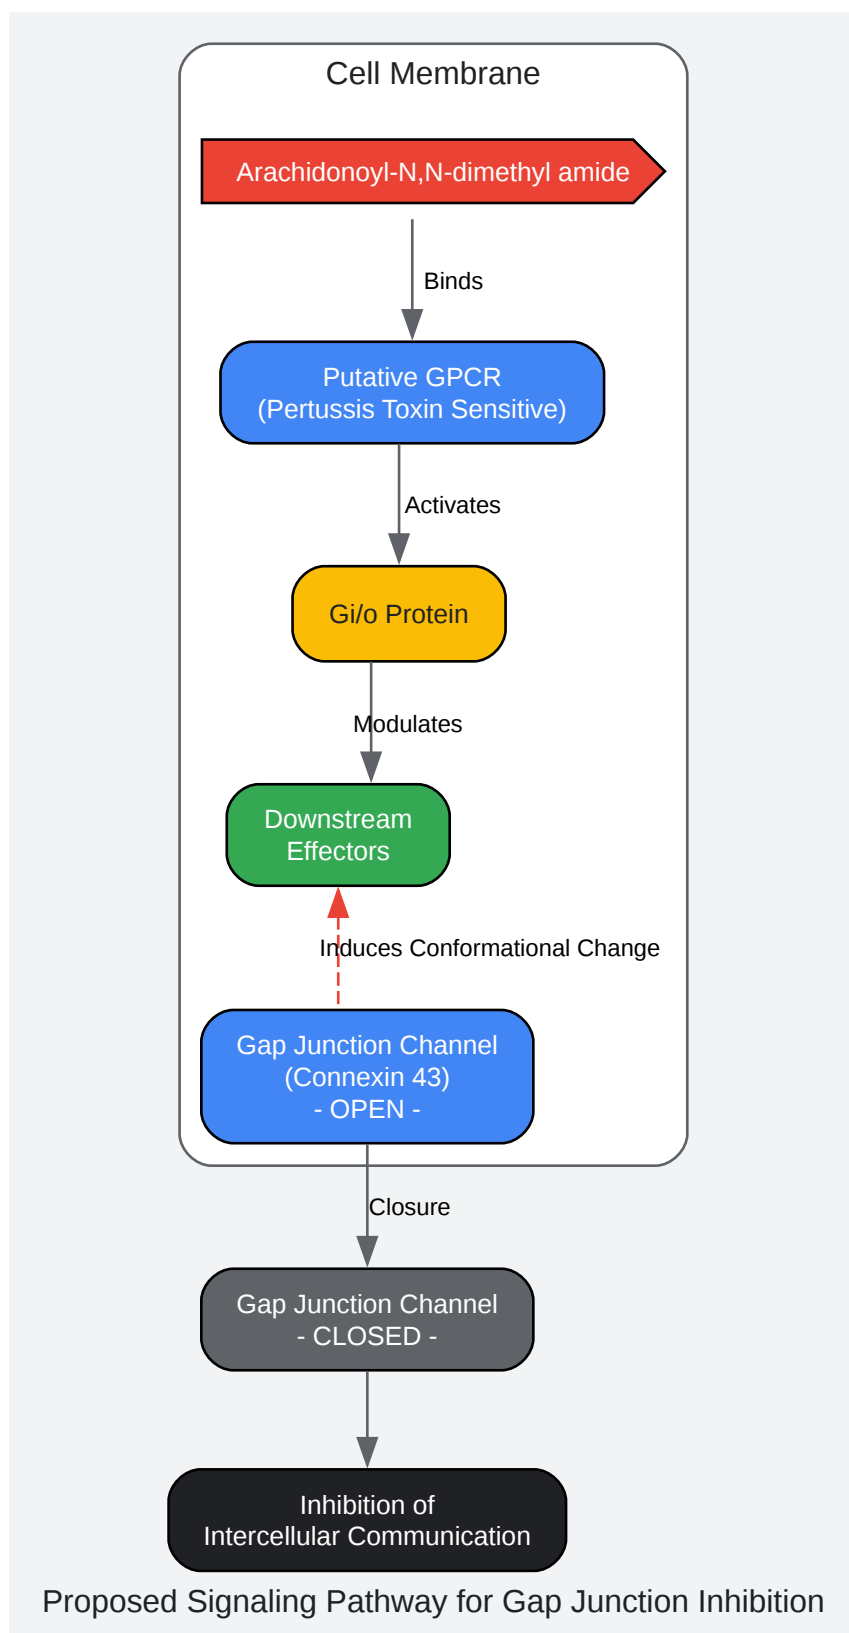 Cell Membrane
Arachidonoyl-N,N-dimethyl amide
Binds
Putative GPCR
(Pertussis Toxin Sensitive)
Activates
Gi/o Protein
Modulates
Downstream
Effectors
Induces Conformational Change
Gap Junction Channel
(Connexin 43)
- OPEN -
Closure
Gap Junction Channel
- CLOSED -
Inhibition of
Intercellular Communication
Proposed Signaling Pathway for Gap Junction Inhibition